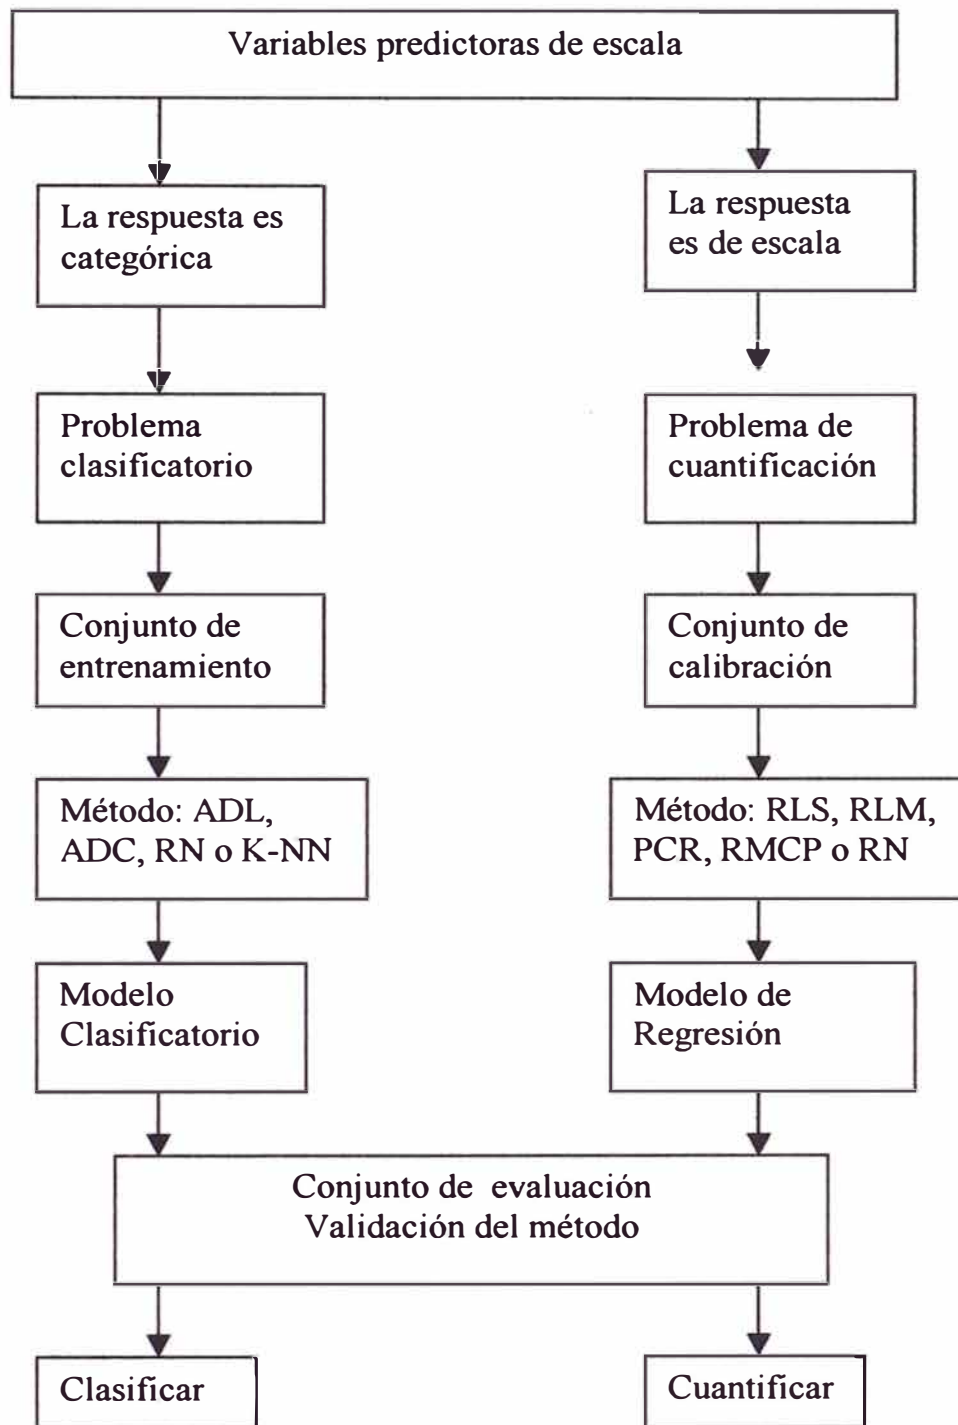 Variables predictoras de escala
La respuesta es
categórica
La respuesta
es de escala
Problema
clasificatorio
Problema de
cuantificación
Conjunto de
entrenamiento
Conjunto de
calibración
Método: ADL,
ADC, RN o K-NN
Método: RLS, RLM,
PCR, RMCP o RN
Modelo
Clasificatorio
Modelo de
Regresión
Conjunto de evaluación
Validación del método
Clasificar
Cuantificar